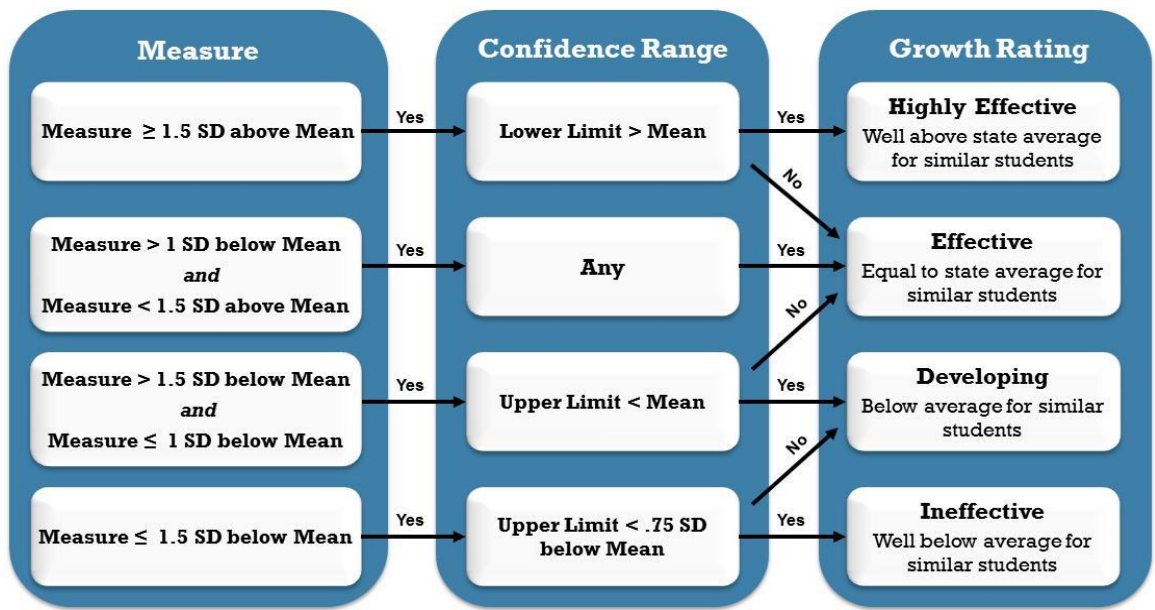 Measure
Confidence Range
Growth Rating
Measure ≥ 1.5 SD above Mean
Yes
Lower Limit > Mean
Yes
Highly Effective
Well above state average
for similar students
No
Measure > 1 SD below Mean
and
Measure < 1.5 SD above Mean
Yes
Any
Yes
Effective
Equal to state average for
similar students
No
Measure > 1.5 SD below Mean
and
Measure ≤ 1 SD below Mean
Yes
Upper Limit < Mean
Yes
Developing
Below average for similar
students
No
Measure ≤ 1.5 SD below Mean
Yes
Upper Limit < .75 SD
below Mean
Yes
Ineffective
Well below average for
similar students